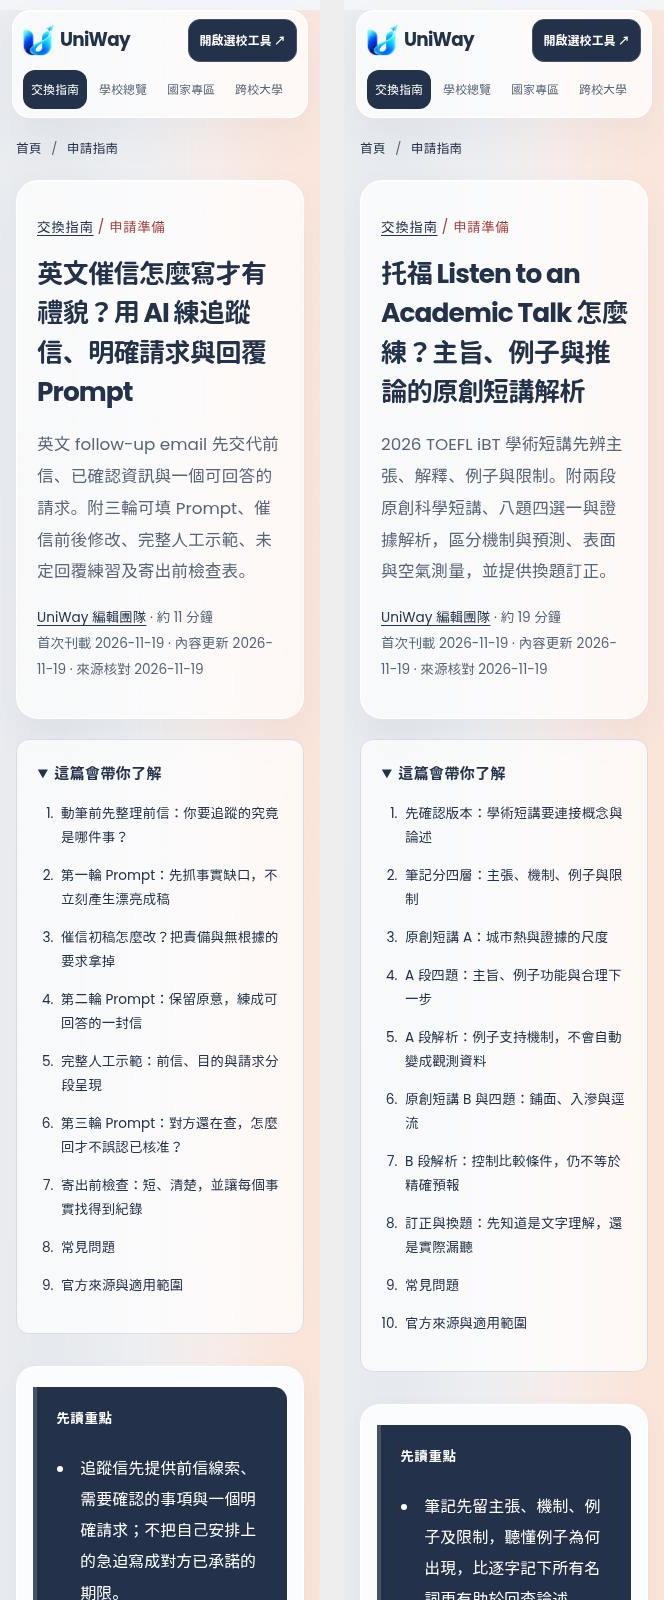 UniWay
開啟選校工具 ↗
交換指南 學校總覽 國家專區 跨校大學
首頁 / 申請指南
交換指南 / 申請準備
英文催信怎麼寫才有
禮貌？用 AI 練追蹤
信、明確請求與回覆
Prompt
英文 follow-up email 先交代前
信、已確認資訊與一個可回答的
請求。附三輪可填 Prompt、催
信前後修改、完整人工示範、未
定回覆練習及寄出前檢查表。
UniWay 編輯團隊 · 約 11 分鐘
首次刊載 2026-11-19 · 內容更新 2026-
11-19 · 來源核對 2026-11-19
▼ 這篇會帶你了解
1. 動筆前先整理前信：你要追蹤的究竟
是哪件事？
2. 第一輪 Prompt：先抓事實缺口，不
立刻產生漂亮成稿
3. 催信初稿怎麼改？把責備與無根據的
要求拿掉
4. 第二輪 Prompt：保留原意，練成可
回答的一封信
5. 完整人工示範：前信、目的與請求分
段呈現
6. 第三輪 Prompt：對方還在查，怎麼
回才不誤認已核准？
7. 寄出前檢查：短、清楚，並讓每個事
實找得到紀錄
8. 常見問題
9. 官方來源與適用範圍
先讀重點
• 追蹤信先提供前信線索、
需要確認的事項與一個明
確請求；不把自己安排上
的急迫寫成對方已承諾的
期限。
UniWay
開啟選校工具 ↗
交換指南 學校總覽 國家專區 跨校大學
首頁 / 申請指南
交換指南 / 申請準備
托福 Listen to an
Academic Talk 怎麼
練？主旨、例子與推
論的原創短講解析
2026 TOEFL iBT 學術短講先辨主
張、解釋、例子與限制。附兩段
原創科學短講、八題四選一與證
據解析，區分機制與預測、表面
與空氣測量，並提供換題訂正。
UniWay 編輯團隊 · 約 19 分鐘
首次刊載 2026-11-19 · 內容更新 2026-
11-19 · 來源核對 2026-11-19
▼ 這篇會帶你了解
1. 先確認版本：學術短講要連接概念與
論述
2. 筆記分四層：主張、機制、例子與限
制
3. 原創短講 A：城市熱與證據的尺度
4. A 段四題：主旨、例子功能與合理下
一步
5. A 段解析：例子支持機制，不會自動
變成觀測資料
6. 原創短講 B 與四題：鋪面、入滲與逕
流
7. B 段解析：控制比較條件，仍不等於
精確預報
8. 訂正與換題：先知道是文字理解，還
是實際漏聽
9. 常見問題
10. 官方來源與適用範圍
先讀重點
• 筆記先留主張、機制、例
子及限制，聽懂例子為何
出現，比逐字記下所有名
詞更有助於回查論述